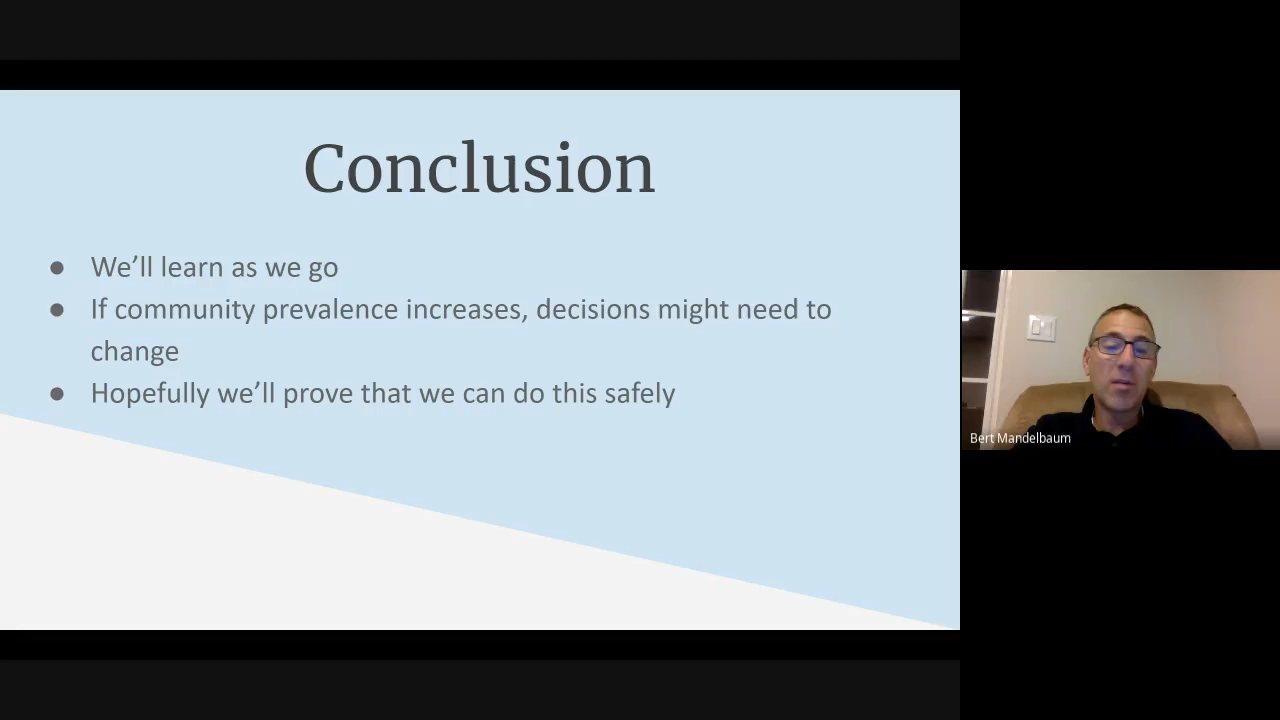 Conclusion
● We’ll learn as we go
● If community prevalence increases, decisions might need to
change
● Hopefully we’ll prove that we can do this safely
Bert Mandelbaum